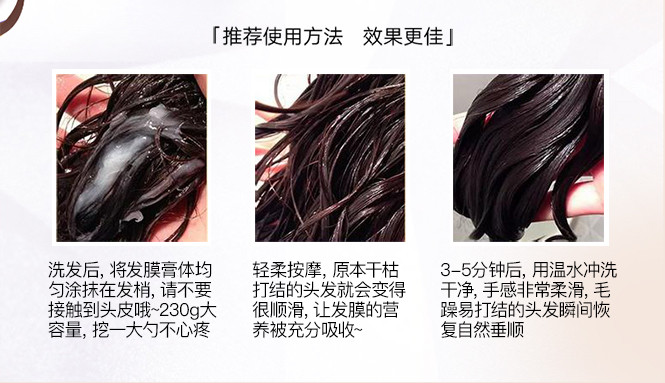 「推荐使用方法 效果更佳」
洗发后, 将发膜膏体均
匀涂抹在发梢, 请不要
接触到头皮哦~230g大
容量, 挖一大勺不心疼
轻柔按摩, 原本干枯
打结的头发就会变得
很顺滑, 让发膜的营
养被充分吸收~
3-5分钟后, 用温水冲洗
干净, 手感非常柔滑, 毛
躁易打结的头发瞬间恢
复自然垂顺